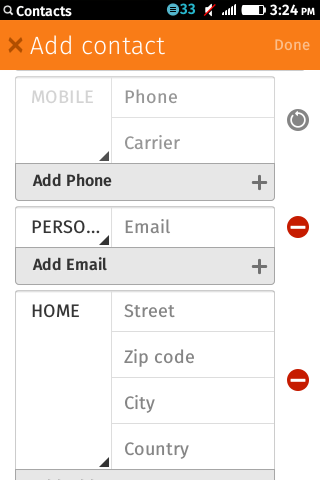 Contacts 33 3:24 PM
Add contact Done
MOBILE Phone
Carrier
Add Phone
PERSO... Email
Add Email
HOME Street
Zip code
City
Country